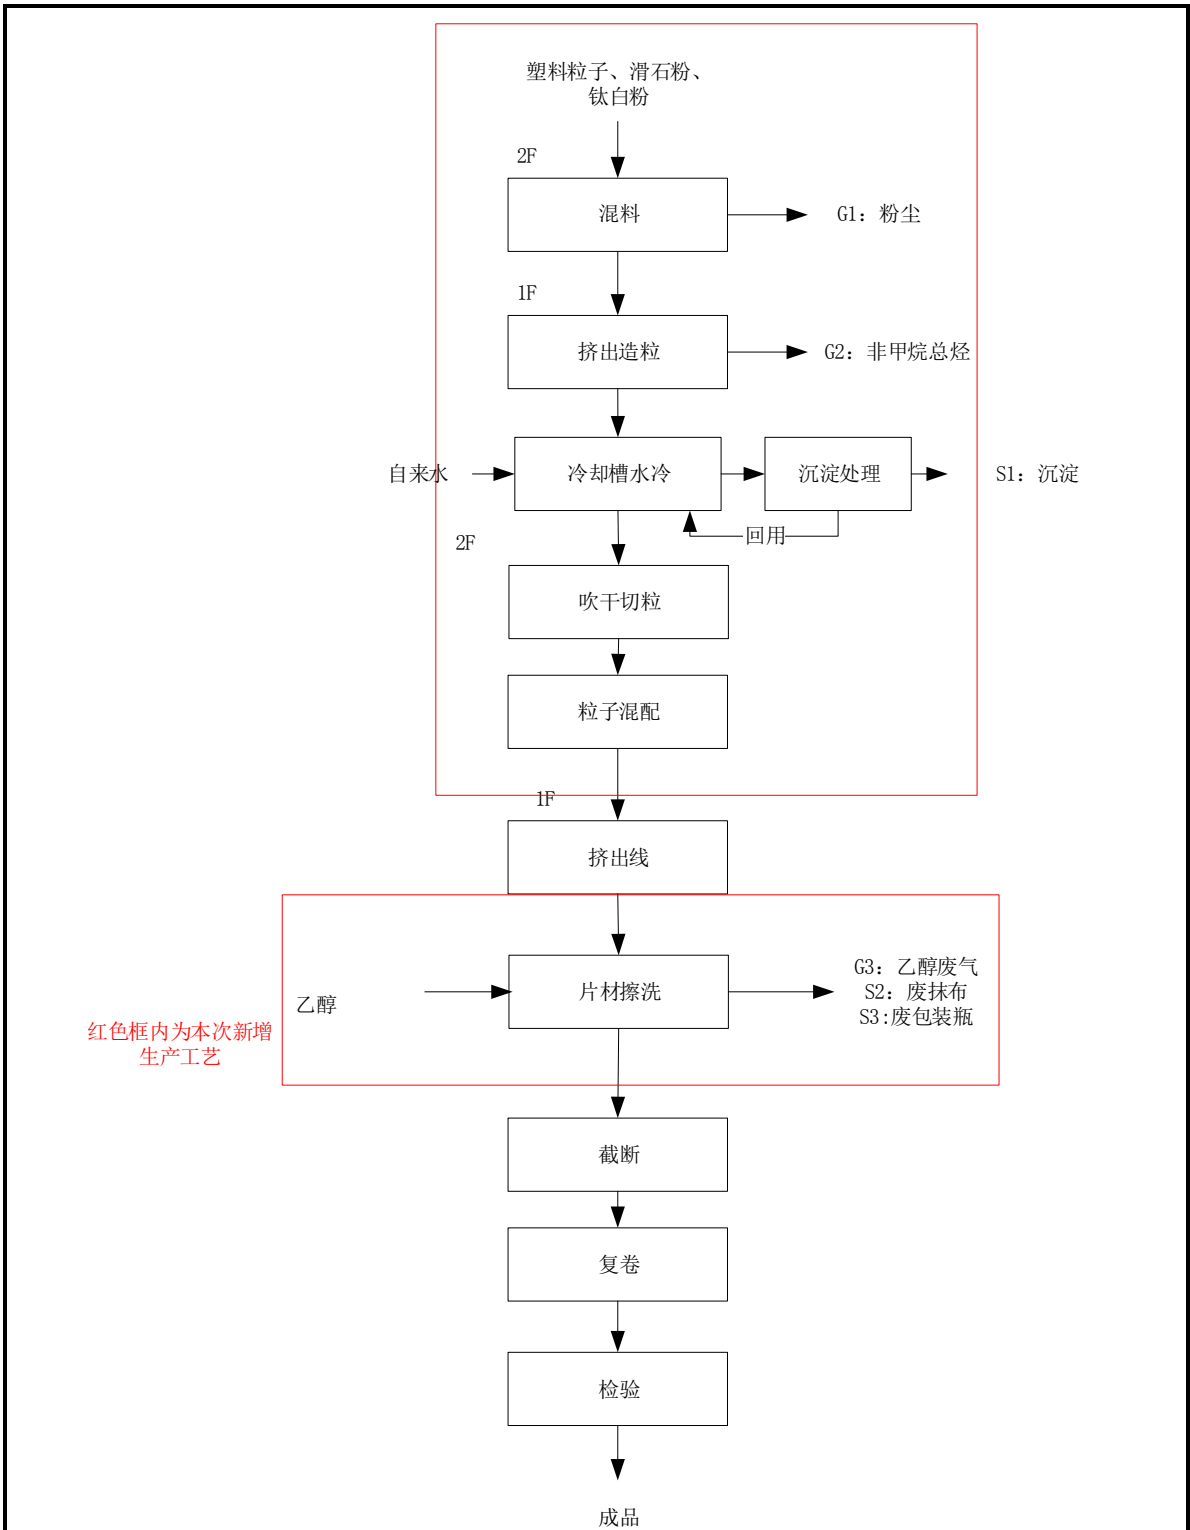 塑料粒子、滑石粉、
钛白粉
2F
混料
G1：粉尘
1F
挤出造粒
G2：非甲烷总烃
自来水
冷却槽水冷
沉淀处理
S1：沉淀
回用
2F
吹干切粒
粒子混配
1F
挤出线
乙醇
片材擦洗
G3：乙醇废气
S2：废抹布
S3:废包装瓶
红色框内为本次新增
生产工艺
截断
复卷
检验
成品